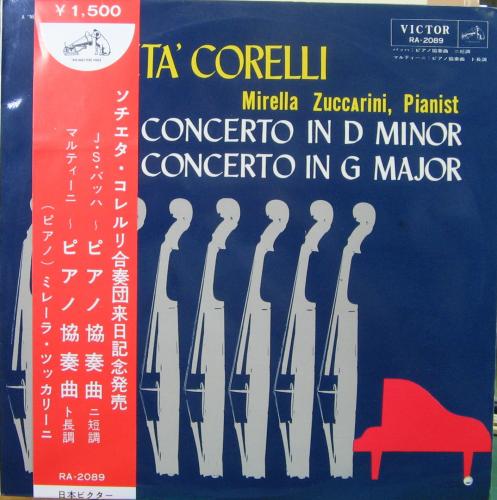 ￥1,500
VICTOR
RA-2089
バッハ：ピアノ協奏曲 ニ短調
マルティーニ：ピアノ協奏曲 ト長調
TA' CORELLI
Mirella Zuccarini, Pianist
CONCERTO IN D MINOR
CONCERTO IN G MAJOR
ソチエタ・コレルリ合奏団来日記念発売
J・S・バッハ～ピアノ協奏曲 ニ短調
マルティーニ～ピアノ協奏曲 ト長調
（ピアノ）ミレーラ・ツッカリーニ
RA-2089
日本ビクター